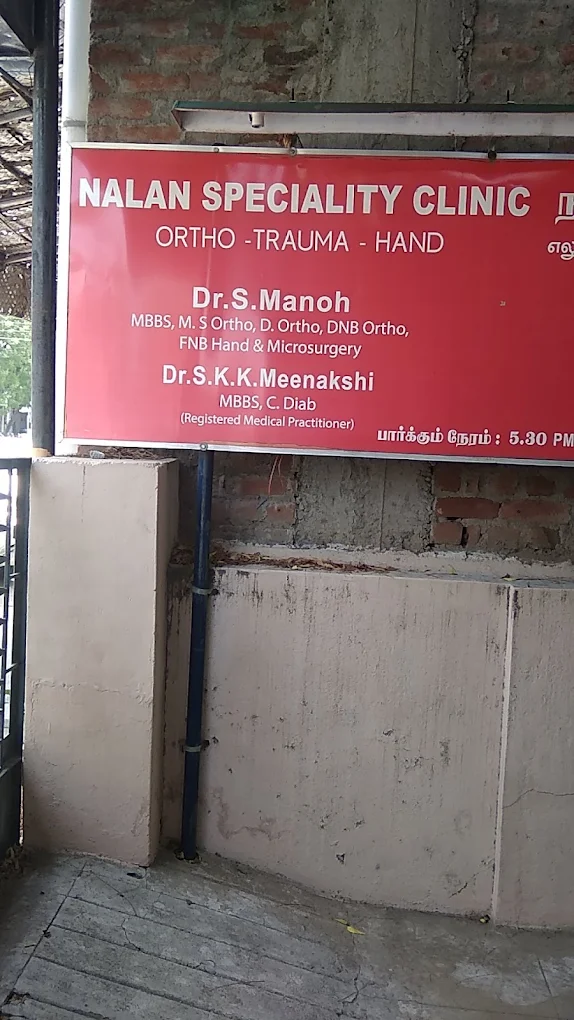 NALAN SPECIALITY CLINIC
ORTHO -TRAUMA - HAND
Dr.S.Manoh
MBBS, M. S Ortho, D. Ortho, DNB Ortho,
FNB Hand & Microsurgery
Dr.S.K.K.Meenakshi
MBBS, C. Diab
(Registered Medical Practitioner)
பார்க்கும் நேரம் : 5.30 PM